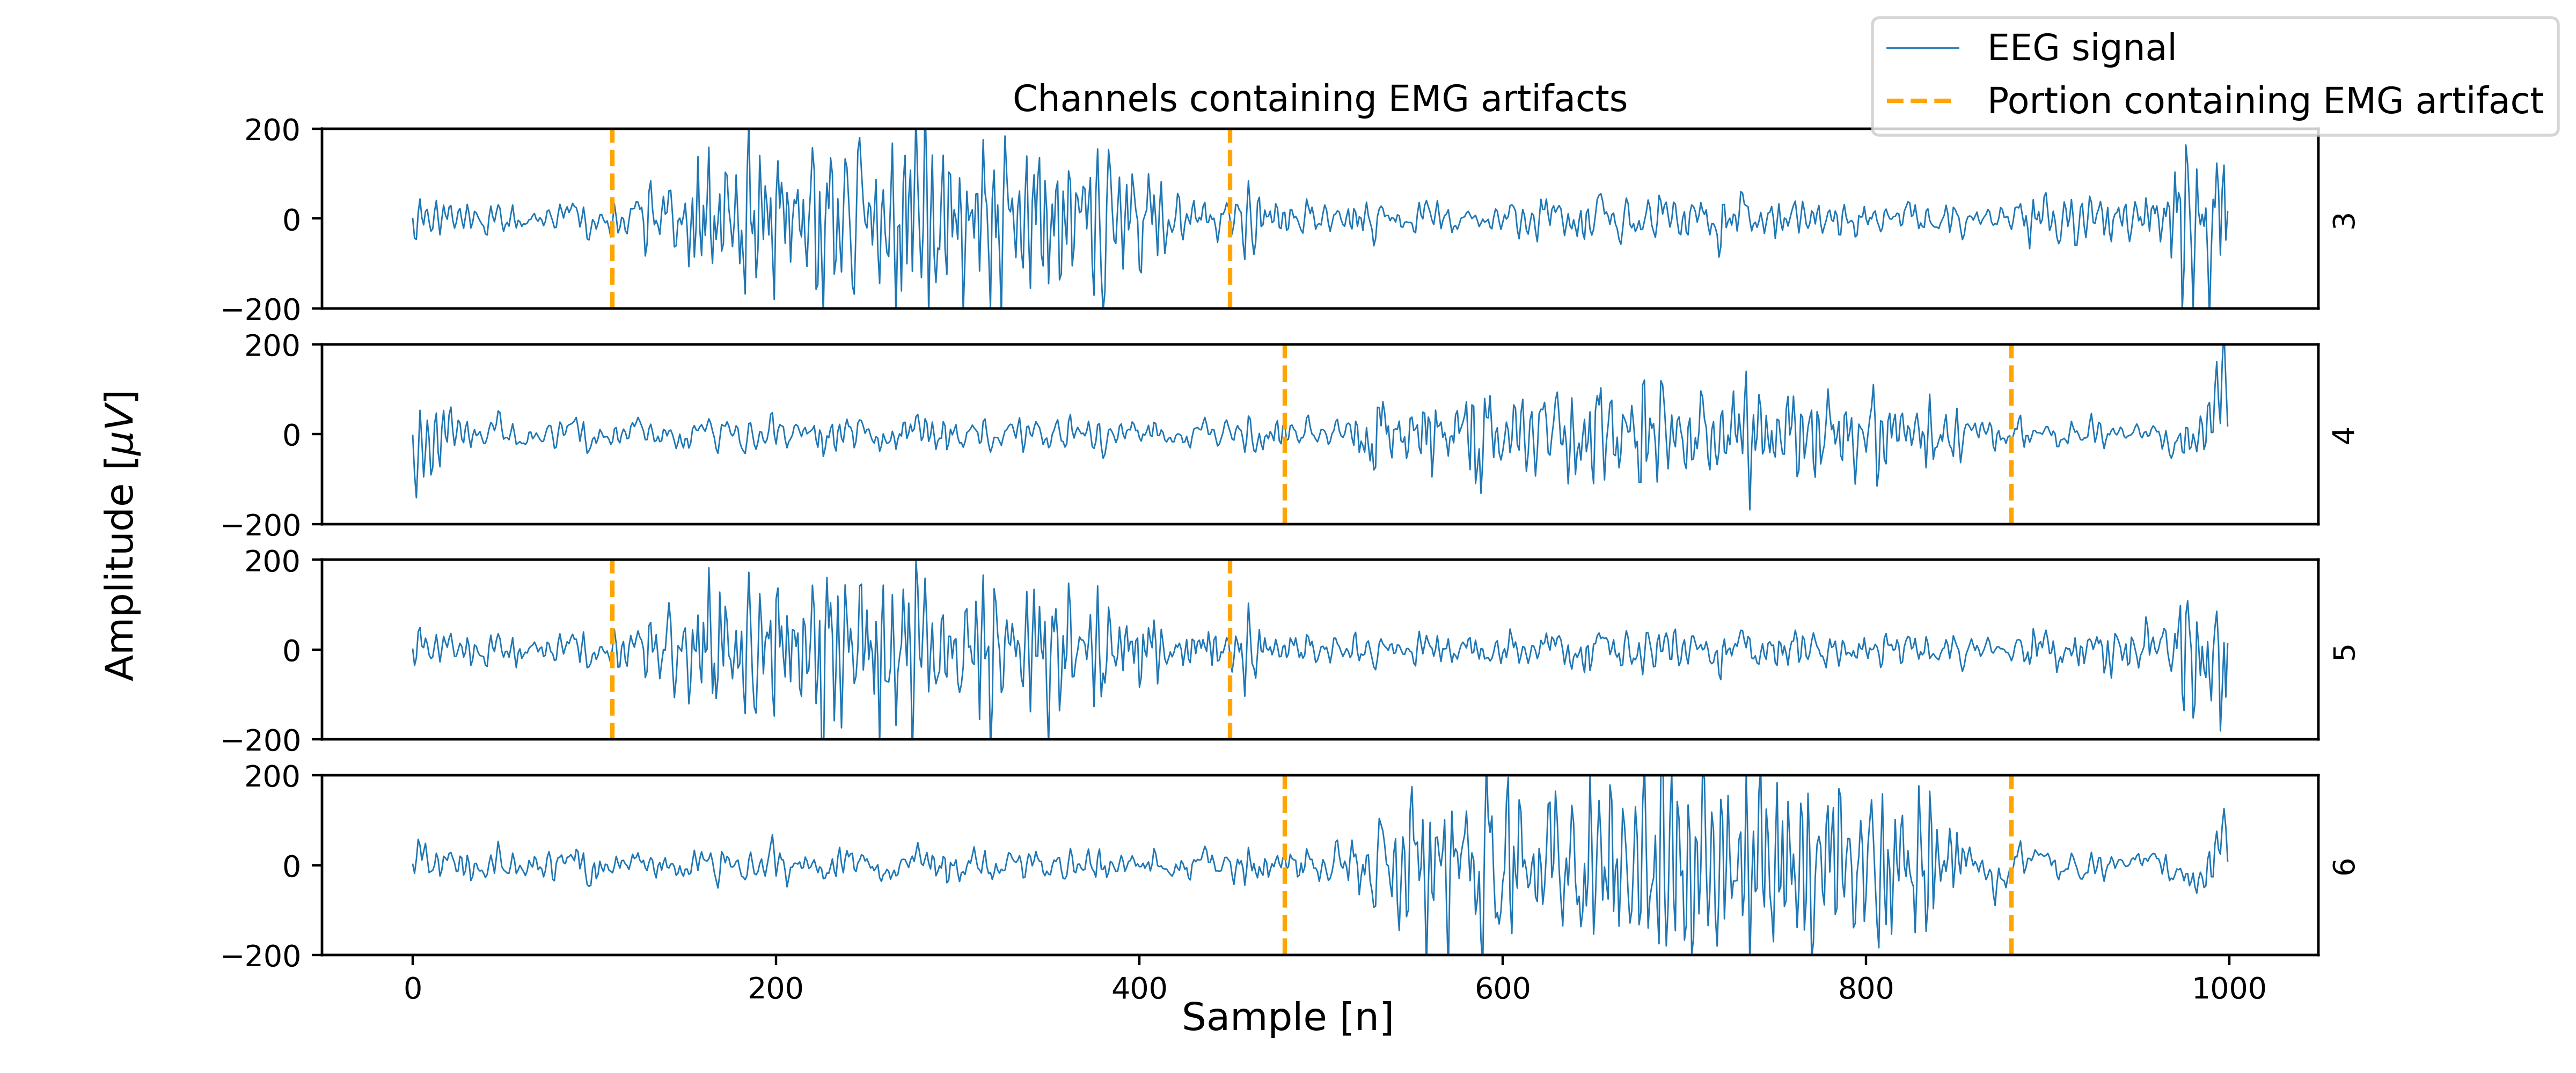 EEG signal
Portion containing EMG artifact
Channels containing EMG artifacts
200
0
−200
3
200
0
−200
4
200
0
−200
5
200
0
−200
6
Amplitude [μV]
0 200 400 600 800 1000
Sample [n]